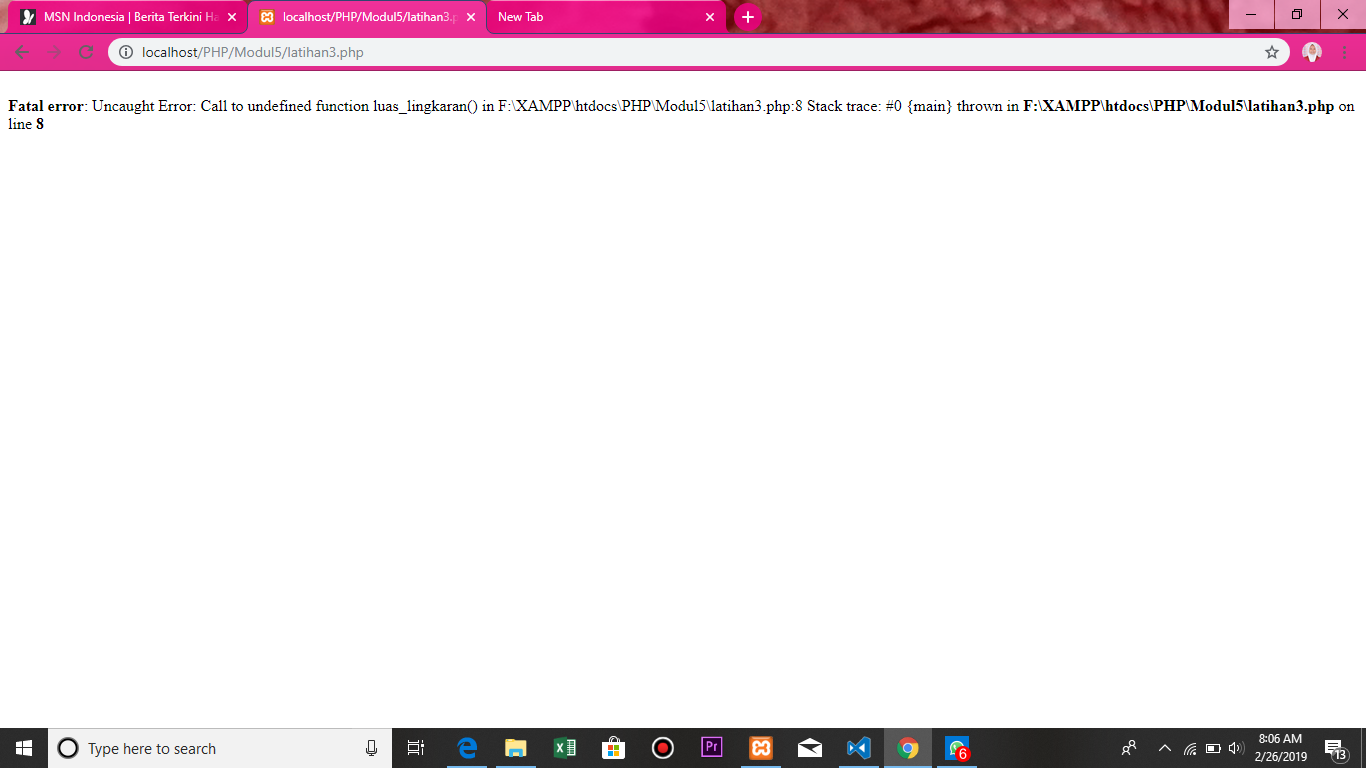 MSN Indonesia | Berita Terkini Ha
localhost/PHP/Modul5/latihan3.p
New Tab
localhost/PHP/Modul5/latihan3.php
Fatal error: Uncaught Error: Call to undefined function luas_lingkaran() in F:\XAMPP\htdocs\PHP\Modul5\latihan3.php:8 Stack trace: #0 {main} thrown in F:\XAMPP\htdocs\PHP\Modul5\latihan3.php on
line 8
Type here to search
Pr
6
8:06 AM
2/26/2019
13